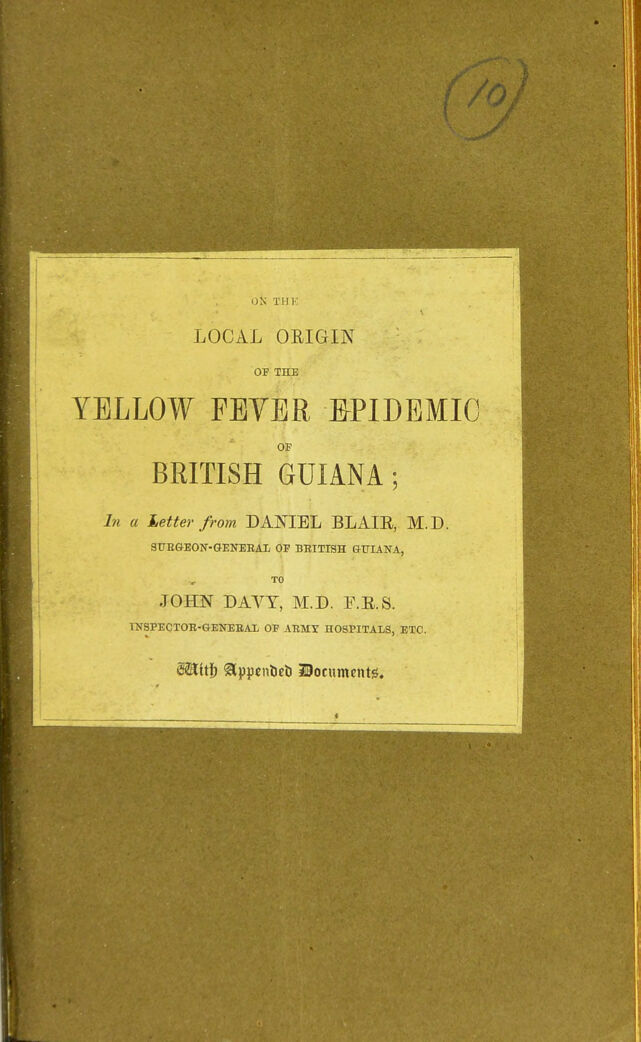 10
ON THE
LOCAL ORIGIN
OF THE
YELLOW FEVER EPIDEMIC
OF
BRITISH GUIANA;
In a Letter from DANIEL BLAIR, M.D.
SURGEON-GENERAL OF BRITISH GUIANA,
TO
JOHN DAVY, M.D. F.R.S.
INSPECTOR-GENERAL OF ARMY HOSPITALS, ETC.
With Appended Documents.